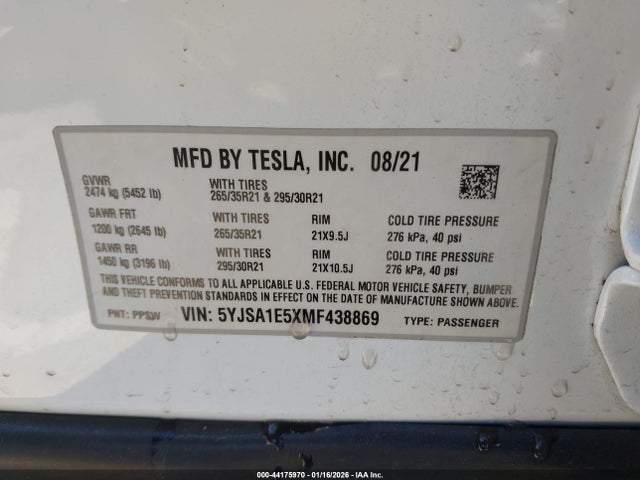 MFD BY TESLA, INC. 08/21
GVWR
2474 kg (5452 lb)
WITH TIRES
265/35R21 & 295/30R21
GAWR FRT
1200 kg (2645 lb)
WITH TIRES
265/35R21
RIM
21X9.5J
COLD TIRE PRESSURE
276 kPa, 40 psi
GAWR RR
1450 kg (3196 lb)
WITH TIRES
295/30R21
RIM
21X10.5J
COLD TIRE PRESSURE
276 kPa, 40 psi
THIS VEHICLE CONFORMS TO ALL APPLICABLE U.S. FEDERAL MOTOR VEHICLE SAFETY, BUMPER
AND THEFT PREVENTION STANDARDS IN EFFECT ON THE DATE OF MANUFACTURE SHOWN ABOVE.
PNT: PPSW VIN: 5YJSA1E5XMF438869 TYPE: PASSENGER
000-44175970 | 01/16/2026 | IAA Inc.